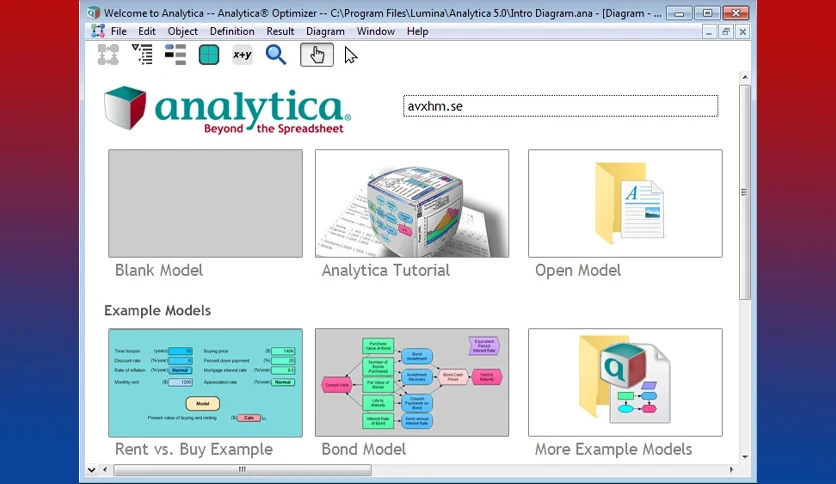 Welcome to Analytica -- Analytica® Optimizer -- C:\Program Files\Lumina\Analytica 5.0\Intro Diagram.ana - [Diagram - ...
File Edit Object Definition Result Diagram Window Help
x+y
analytica®
Beyond the Spreadsheet
avxhm.se
Blank Model
Analytica Tutorial
Open Model
Example Models
Time horizon (years) 10 Buying price ($) 140K
Discount rate (%/year) 6 Percent down payment (%) 20
Rate of inflation (%/year) Normal Mortgage interest rate (%/year) 9.5
Monthly rent ($) 1200 Appreciation rate (%/year) Normal
Model
Present value of buying and renting ($) Calc
Purchase Value of Bond
Number of Bonds Purchased
Par Value of Bonds
Life to Maturity
Interest Rate of Bond
Current Yield
Bond Investment
Investment Recovery
Coupon Payments on Bond
Semi-annual Interest Rate
Bond Cash Flows
Equivalent Period Interest Rate
Yield to Maturity
Rent vs. Buy Example
Bond Model
More Example Models